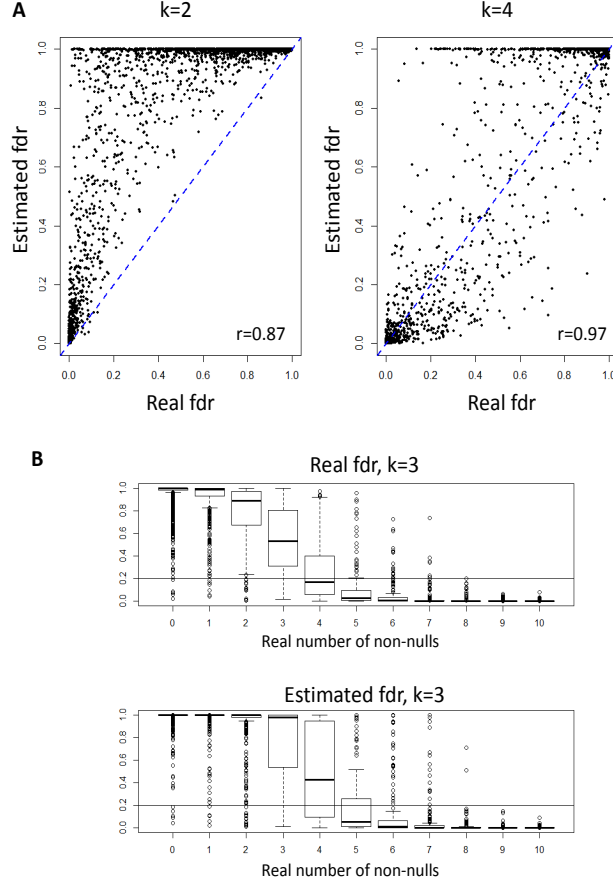 A
k=2
k=4
Estimated fdr
1.0
0.8
0.6
0.4
0.2
0.0
r=0.87
0.0 0.2 0.4 0.6 0.8 1.0
Real fdr
Estimated fdr
1.0
0.8
0.6
0.4
0.2
0.0
r=0.97
0.0 0.2 0.4 0.6 0.8 1.0
Real fdr
B
Real fdr, k=3
1.0
0.8
0.6
0.4
0.2
0.0
0 1 2 3 4 5 6 7 8 9 10
Real number of non-nulls
Estimated fdr, k=3
1.0
0.8
0.6
0.4
0.2
0.0
0 1 2 3 4 5 6 7 8 9 10
Real number of non-nulls